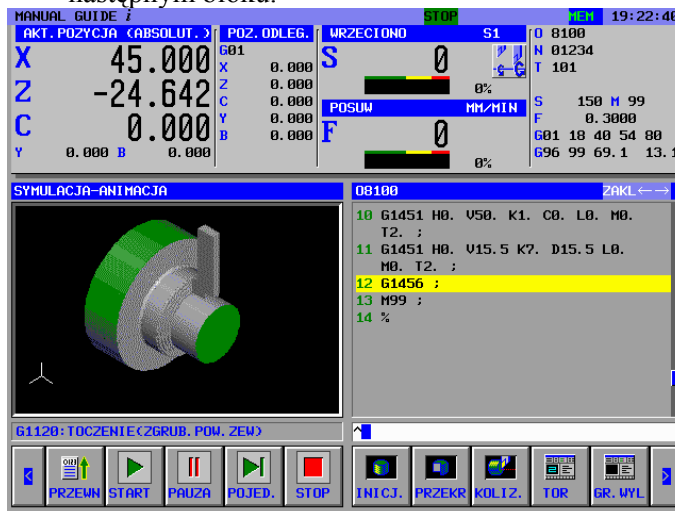 następnym bloku.
MANUAL GUIDE i STOP MEM 19:22:40
AKT.POZYCJA (ABSOLUT.) POZ.ODLEG. WRZECIONO S1 O 8100
X 45.000 G01 S 0 N 01234
X 0.000 T 101
Z -24.642 Z 0.000 0%
C 0.000 POSUW MM/MIN S 150 M 99
C 0.000 Y 0.000 F 0 F 0.3000
B 0.000 G01 18 40 54 80
Y 0.000 B 0.000 0% G96 99 69.1 13.1
SYMULACJA-ANIMACJA O8100 ZAKL←→
10 G1451 H0. V50. K1. C0. L0. M0.
T2. ;
11 G1451 H0. V15.5 K7. D15.5 L0.
M0. T2. ;
12 G1456 ;
13 M99 ;
14 %
G1120:TOCZENIE(ZGRUB.POW.ZEW) ^
PRZEWN START PAUZA POJED. STOP INICJ. PRZEKR KOLIZ. TOR GR.WYL